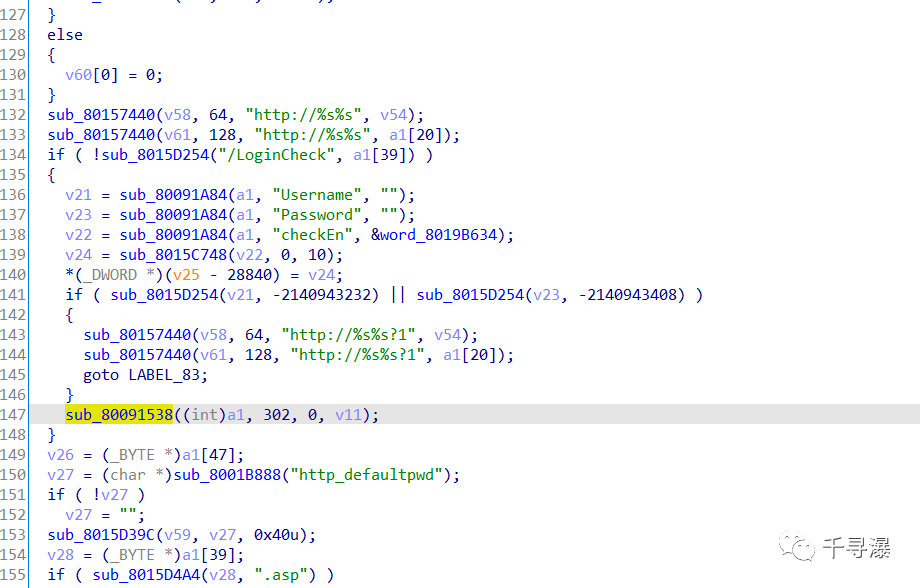 127 }
128 else
129 {
130 v60[0] = 0;
131 }
132 sub_80157440(v58, 64, "http://%s%s", v54);
133 sub_80157440(v61, 128, "http://%s%s", a1[20]);
134 if ( !sub_8015D254("/LoginCheck", a1[39]) )
135 {
136 v21 = sub_80091A84(a1, "Username", "");
137 v23 = sub_80091A84(a1, "Password", "");
138 v22 = sub_80091A84(a1, "checkEn", &word_8019B634);
139 v24 = sub_8015C748(v22, 0, 10);
140 *(_DWORD *)(v25 - 28840) = v24;
141 if ( sub_8015D254(v21, -2140943232) || sub_8015D254(v23, -2140943408) )
142 {
143 sub_80157440(v58, 64, "http://%s%s?1", v54);
144 sub_80157440(v61, 128, "http://%s%s?1", a1[20]);
145 goto LABEL_83;
146 }
147 sub_80091538((int)a1, 302, 0, v11);
148 }
149 v26 = (_BYTE *)a1[47];
150 v27 = (char *)sub_8001B888("http_defaultpwd");
151 if ( !v27 )
152 v27 = "";
153 sub_8015D39C(v59, v27, 0x40u);
154 v28 = (_BYTE *)a1[39];
155 if ( sub_8015D4A4(v28, ".asp") )
千寻瀑